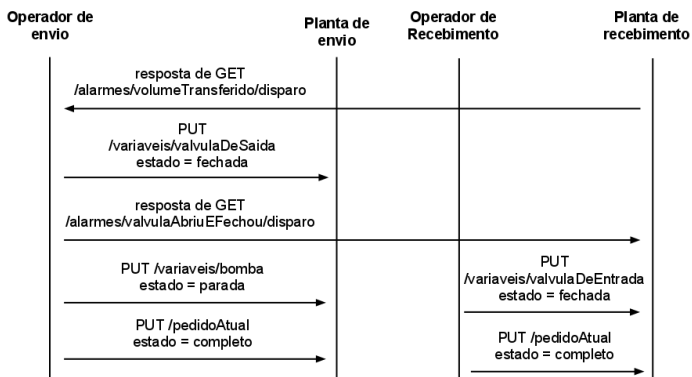 Operador de
envio
Planta de
envio
Operador de
Recebimento
Planta de
recebimento
resposta de GET
/alarmes/volumeTransferido/disparo
PUT
/variaveis/valvulaDeSaida
estado = fechada
resposta de GET
/alarmes/valvulaAbriuEFechou/disparo
PUT /variaveis/bomba
estado = parada
PUT
/variaveis/valvulaDeEntrada
estado = fechada
PUT /pedidoAtual
estado = completo
PUT /pedidoAtual
estado = completo